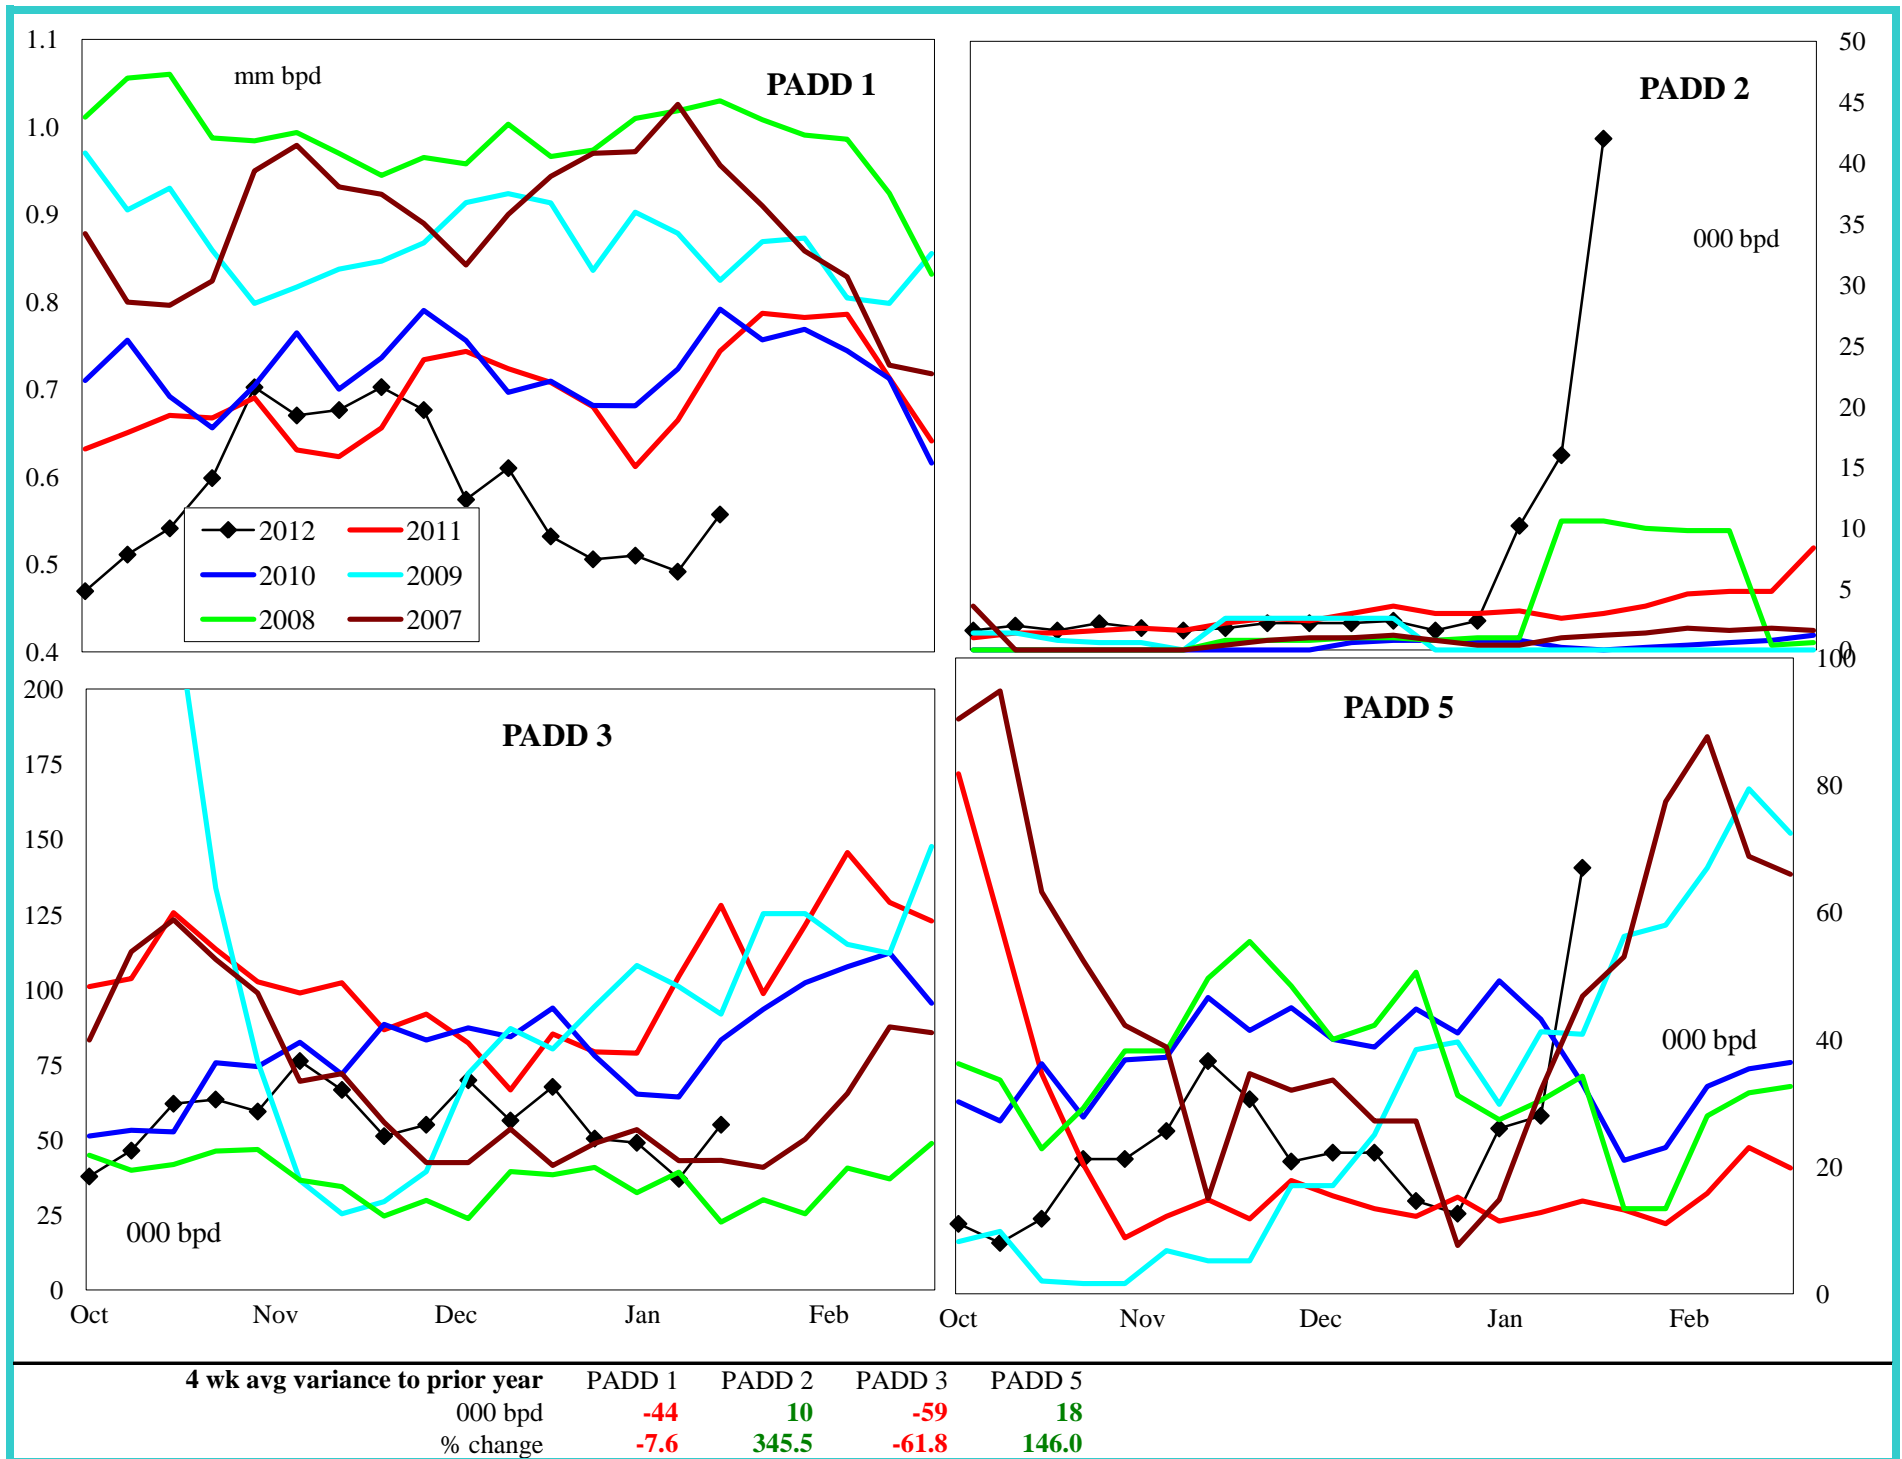 1.1
1.0
0.9
0.8
0.7
0.6
0.5
0.4
mm bpd
PADD 1
2012 2011
2010 2009
2008 2007
PADD 2
000 bpd
50
45
40
35
30
25
20
15
10
5
0
200
175
150
125
100
75
50
25
0
PADD 3
000 bpd
Oct Nov Dec Jan Feb
PADD 5
000 bpd
100
80
60
40
20
0
Oct Nov Dec Jan Feb
4 wk avg variance to prior year PADD 1 PADD 2 PADD 3 PADD 5
000 bpd -44 10 -59 18
% change -7.6 345.5 -61.8 146.0